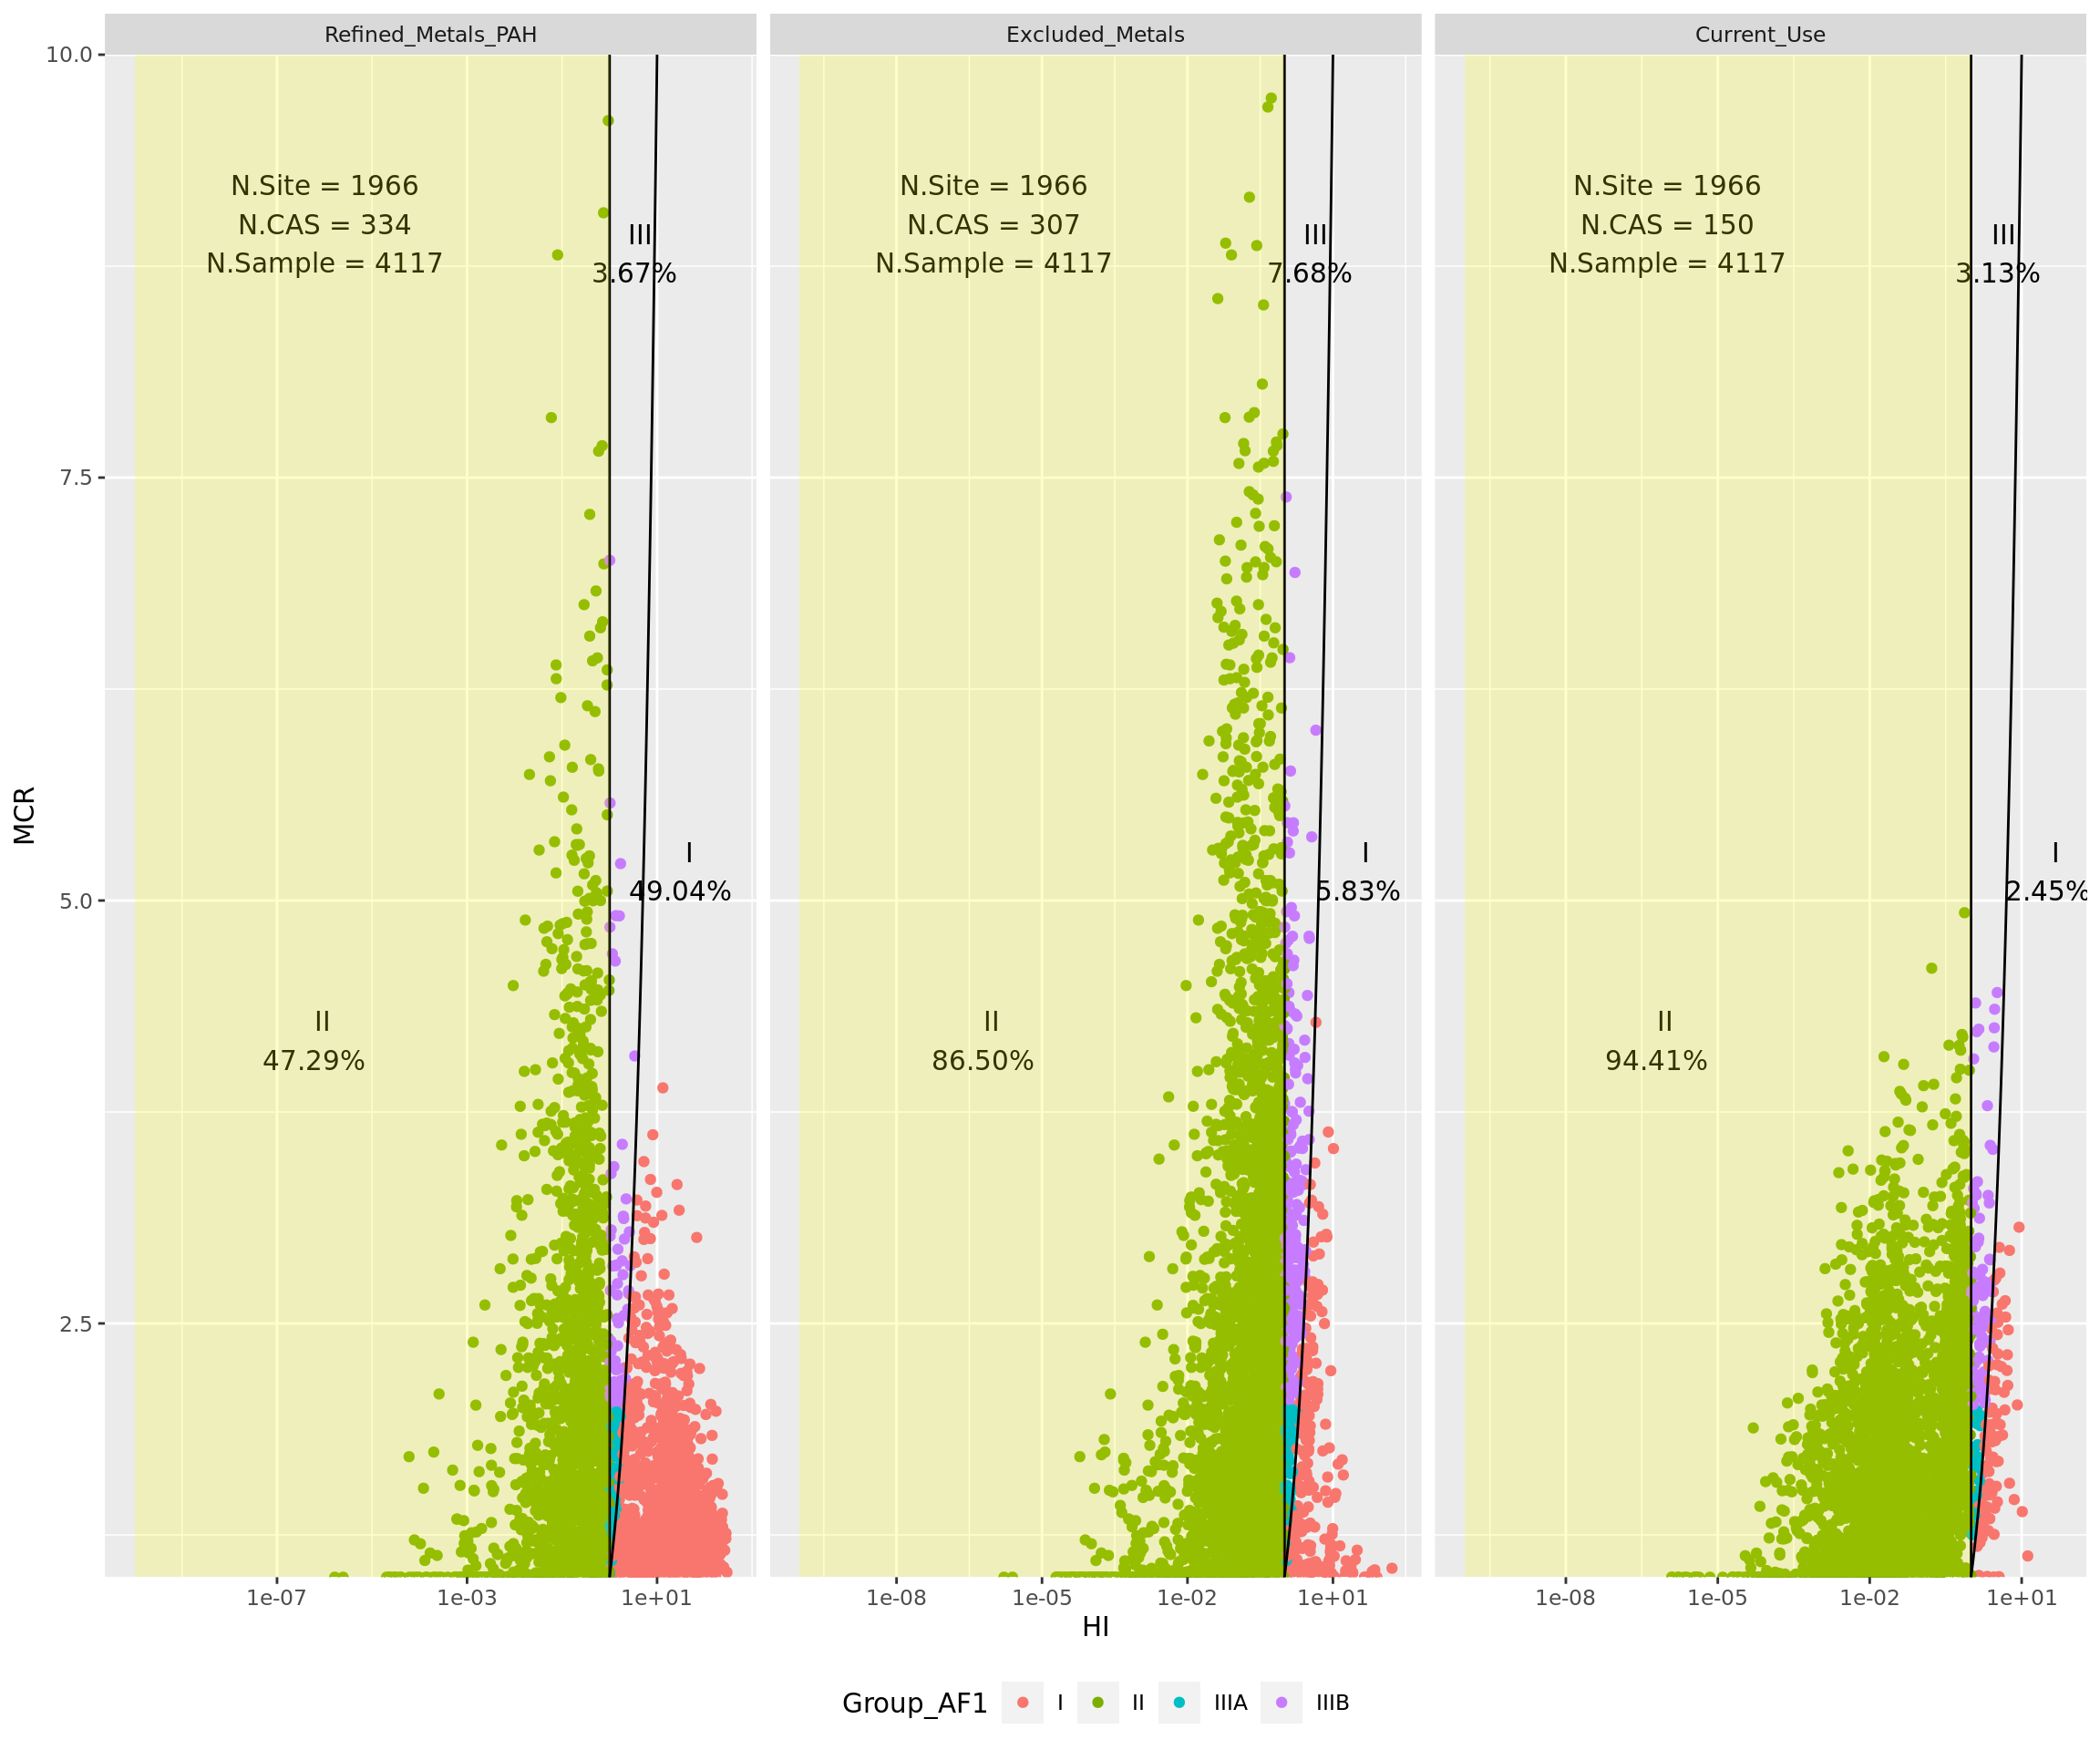 Refined_Metals_PAH
Excluded_Metals
Current_Use
10.0
7.5
5.0
2.5
MCR
N.Site = 1966
N.CAS = 334
N.Sample = 4117
III
3.67%
I
49.04%
II
47.29%
N.Site = 1966
N.CAS = 307
N.Sample = 4117
III
7.68%
I
5.83%
II
86.50%
N.Site = 1966
N.CAS = 150
N.Sample = 4117
III
3.13%
I
2.45%
II
94.41%
1e-07
1e-03
1e+01
1e-08
1e-05
1e-02
1e+01
1e-08
1e-05
1e-02
1e+01
HI
Group_AF1
I
II
IIIA
IIIB